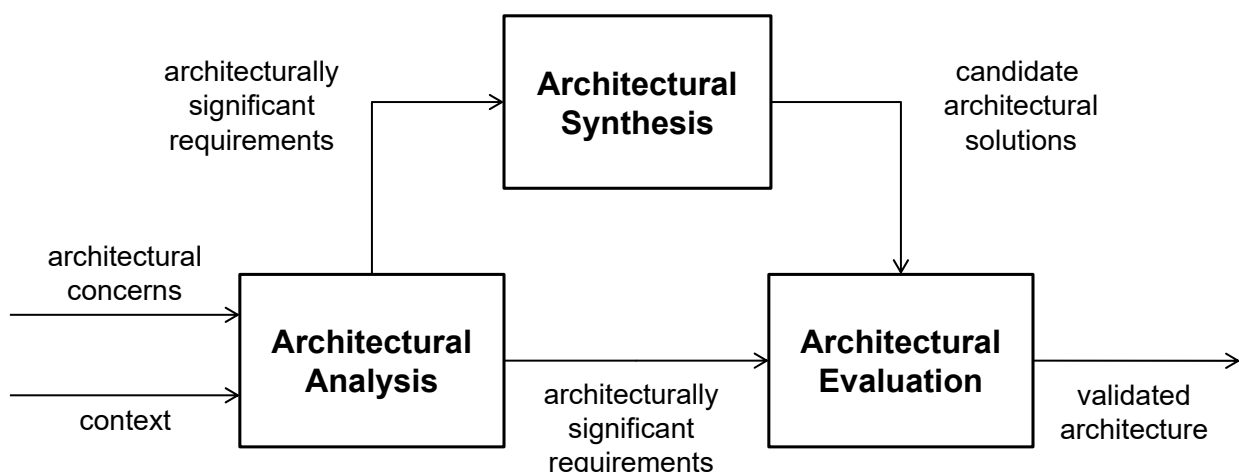 architecturally
significant
requirements
Architectural
Synthesis
candidate
architectural
solutions
architectural
concerns
context
Architectural
Analysis
architecturally
significant
requirements
Architectural
Evaluation
validated
architecture